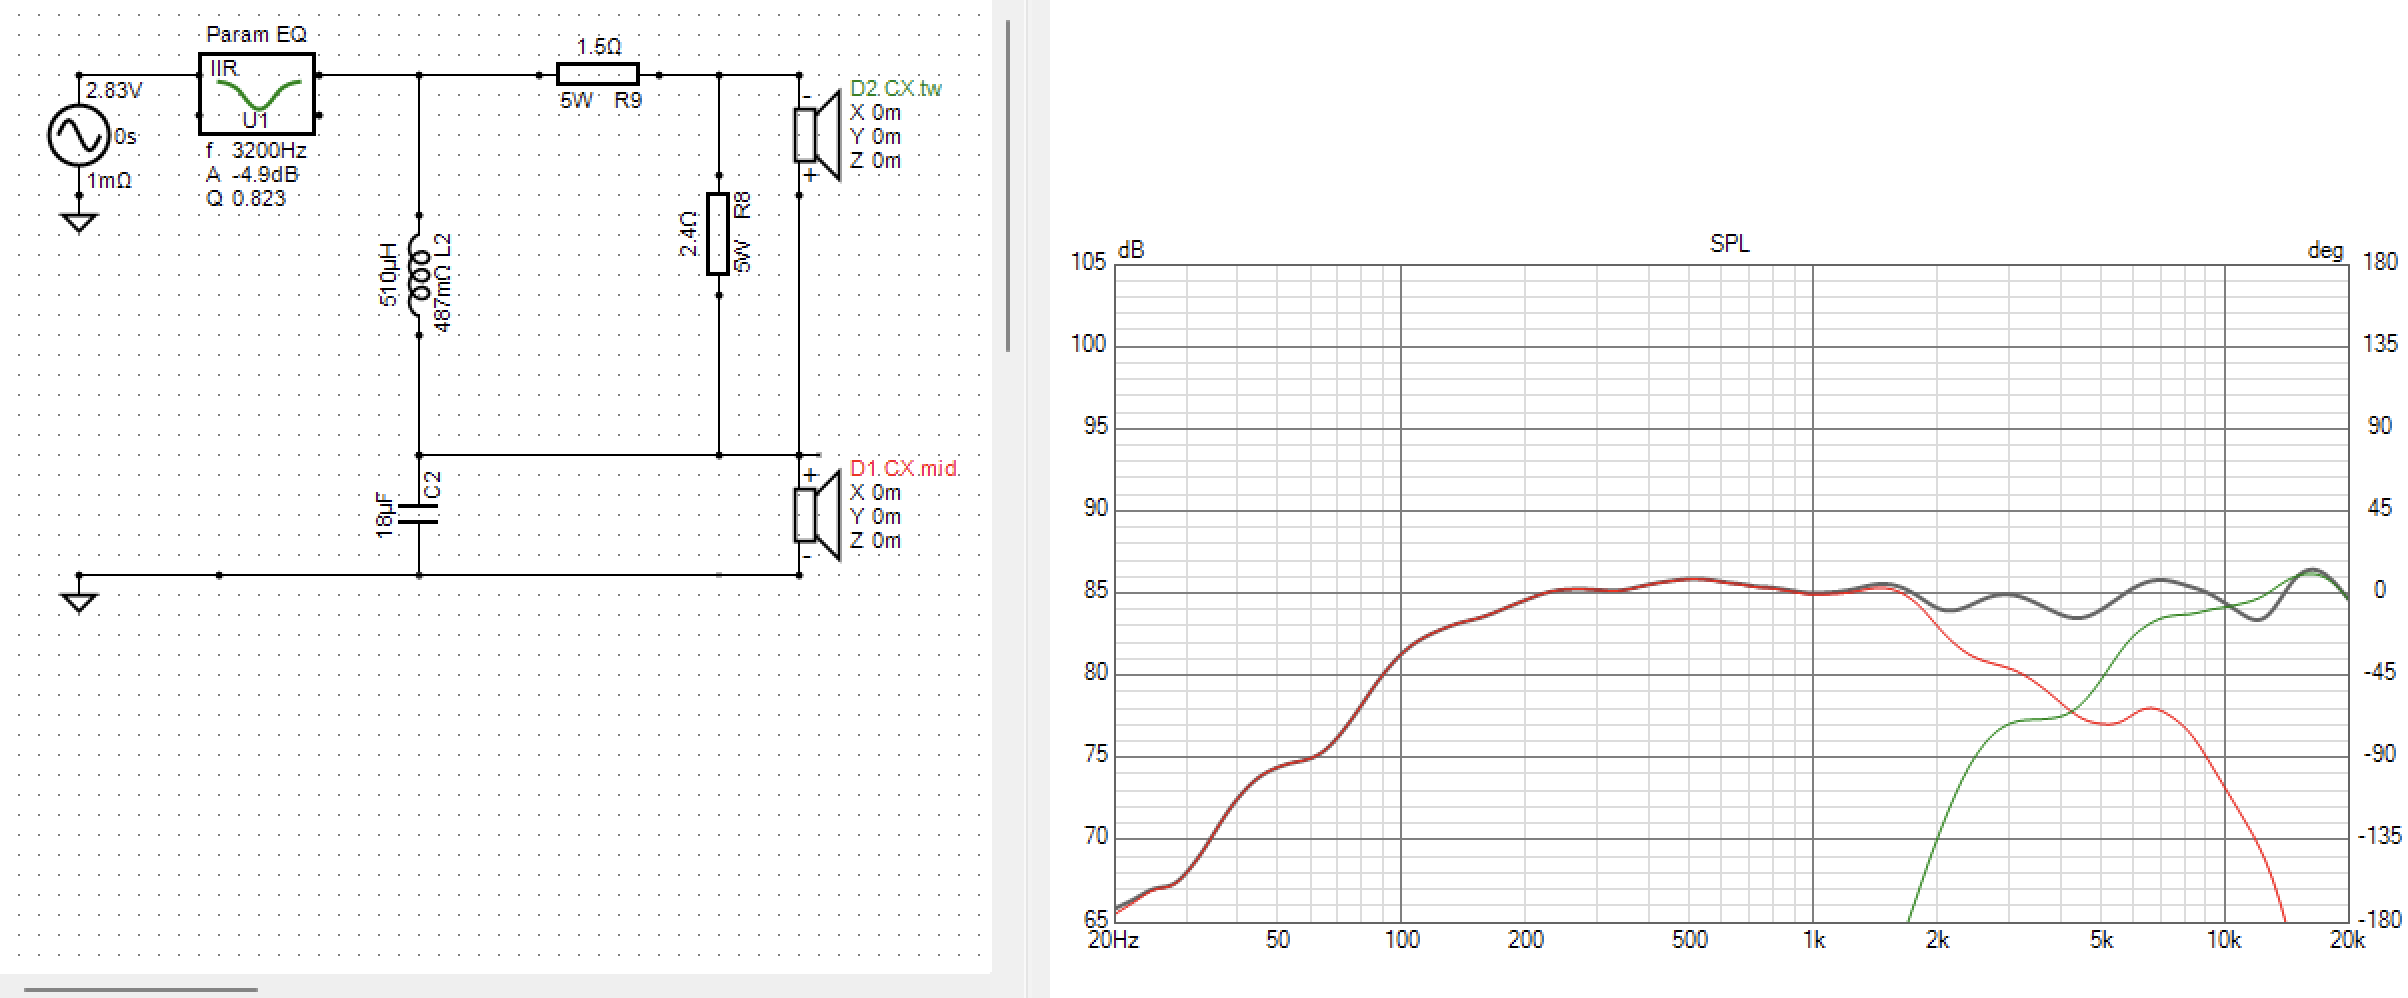 Param EQ
IIR
U1
f 3200Hz
A -4.9dB
Q 0.823
2.83V
0s
1mΩ
1.5Ω
5W R9
510µH
487mΩ L2
2.4Ω
5W R8
18µF
C2
-
D2.CX.tw
X 0m
Y 0m
Z 0m
+
+
D1.CX.mid
X 0m
Y 0m
Z 0m
-
SPL
dB
deg
105
100
95
90
85
80
75
70
65
180
135
90
45
0
-45
-90
-135
-180
20Hz 50 100 200 500 1k 2k 5k 10k 20k